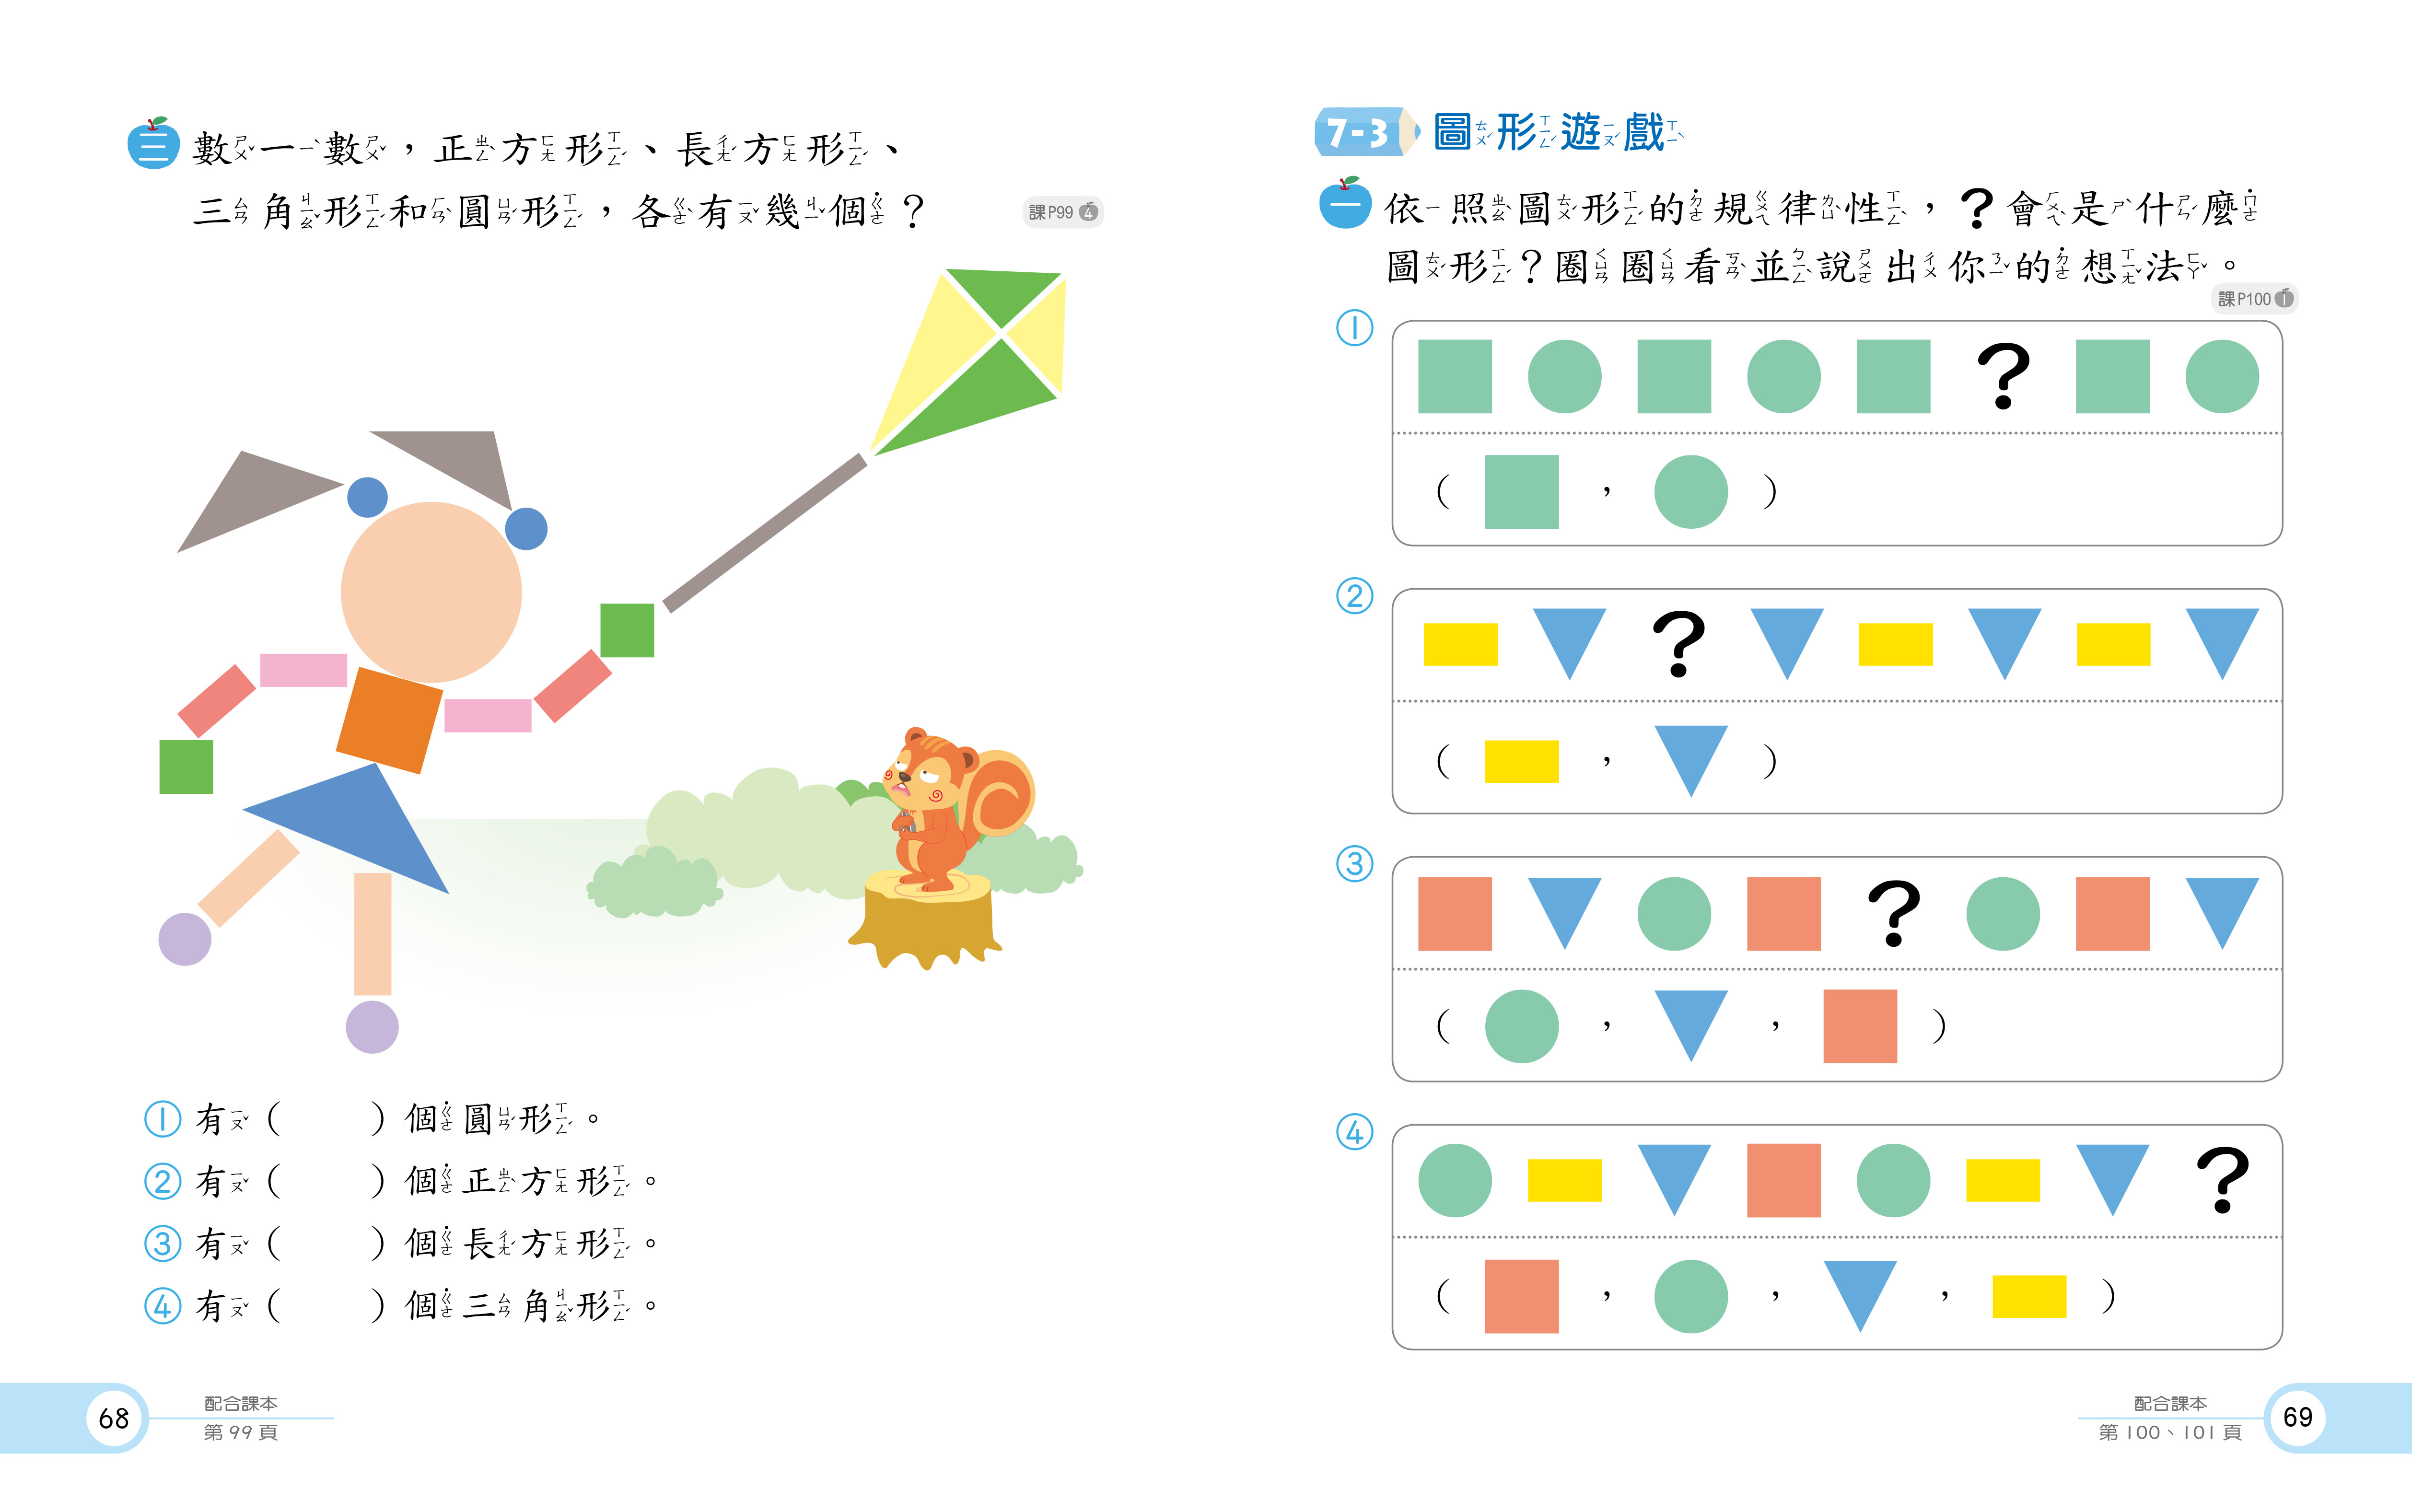 三 數一數，正方形、長方形、
三角形和圓形，各有幾個？
課P99 4
① 有（　　）個圓形。
② 有（　　）個正方形。
③ 有（　　）個長方形。
④ 有（　　）個三角形。
68
配合課本
第 99 頁
7-3 圖形遊戲
一 依照圖形的規律性，？會是什麼
圖形？圈圈看並說出你的想法。
課P100 1
①
？
（　，　）
②
？
（　，　）
③
？
（　，　，　）
④
？
（　，　，　，　）
配合課本
第 100、101 頁
69